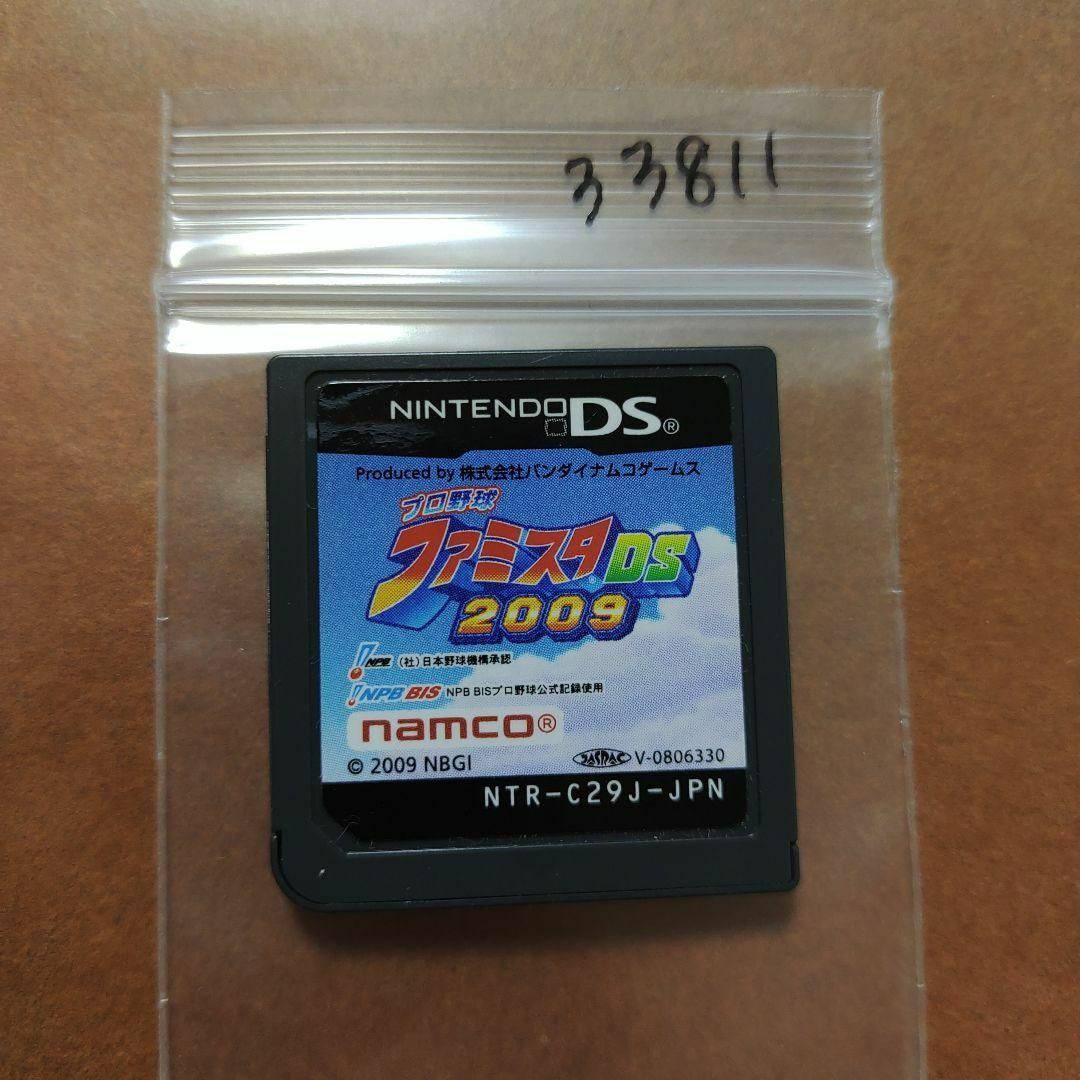 33811
NINTENDO DS®
Produced by 株式会社バンダイナムコゲームス
プロ野球
ファミスタ®DS
2009
!NPB (社)日本野球機構承認
!NPB BIS NPB BISプロ野球公式記録使用
namco®
© 2009 NBGI JASRAC V-0806330
NTR-C29J-JPN